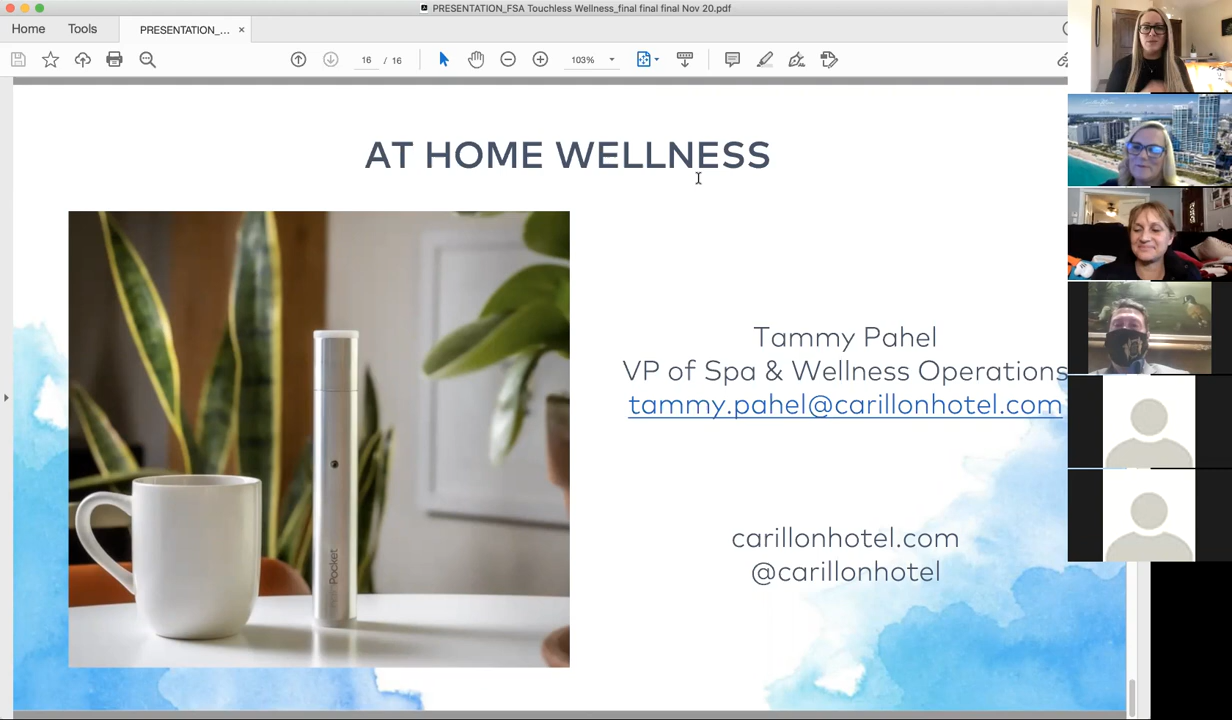 PRESENTATION_FSA Touchless Wellness_final final final Nov 20.pdf
Home
Tools
PRESENTATION_...
×
16 / 16
103%
AT HOME WELLNESS
Tammy Pahel
VP of Spa & Wellness Operations
tammy.pahel@carillonhotel.com
carillonhotel.com
@carillonhotel
Pocket